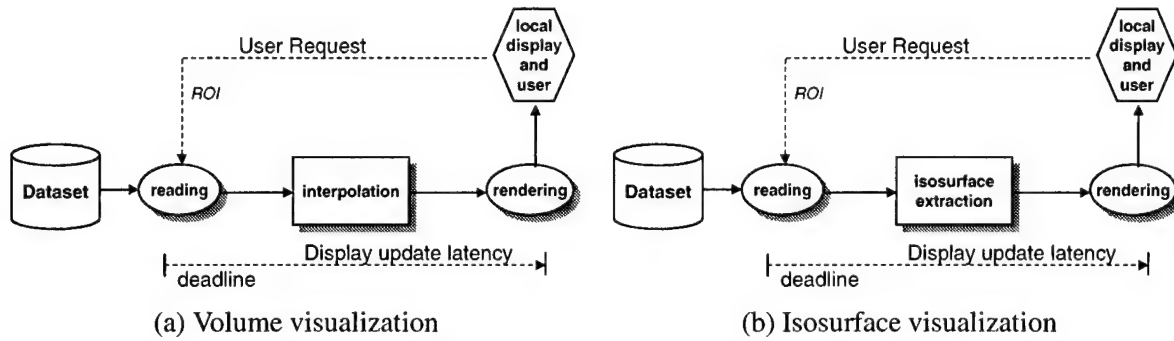 User Request
local
display
and
user
ROI
Dataset
reading
interpolation
rendering
Display update latency
deadline
(a) Volume visualization
User Request
local
display
and
user
ROI
Dataset
reading
isosurface
extraction
rendering
Display update latency
deadline
(b) Isosurface visualization